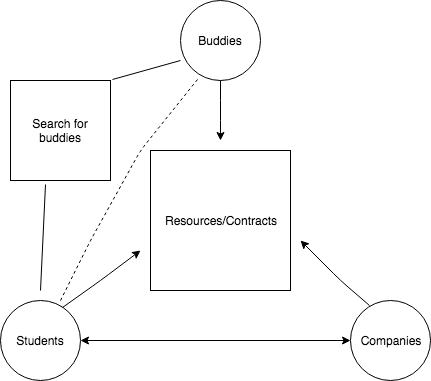 Buddies
Search for
buddies
Resources/Contracts
Students
Companies